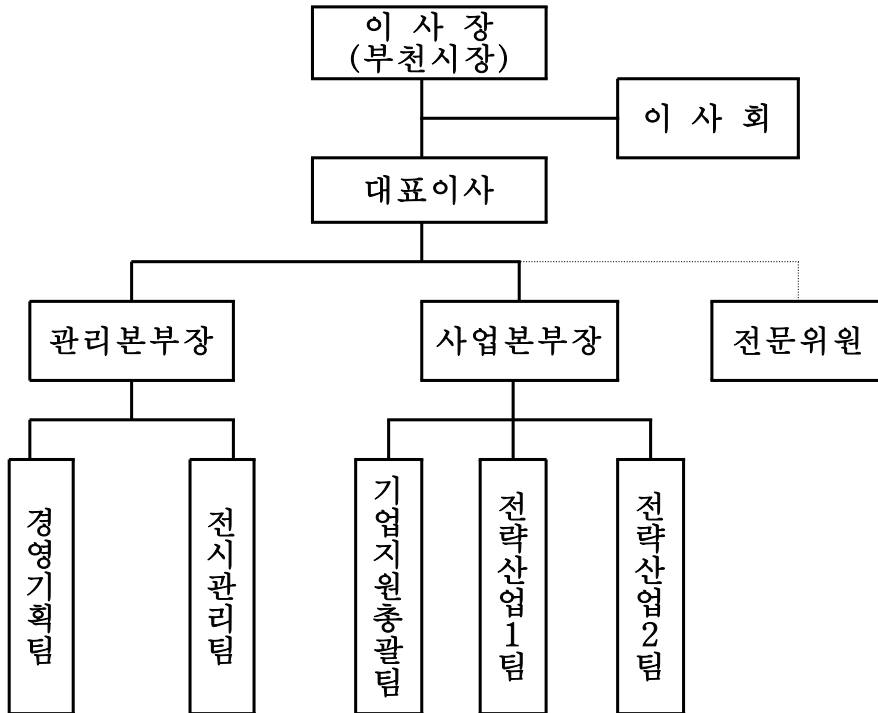 이 사 장
(부천시장)
이 사 회
대표이사
관리본부장
사업본부장
전문위원
경영기획팀
전시관리팀
기업지원총괄팀
전략산업1팀
전략산업2팀